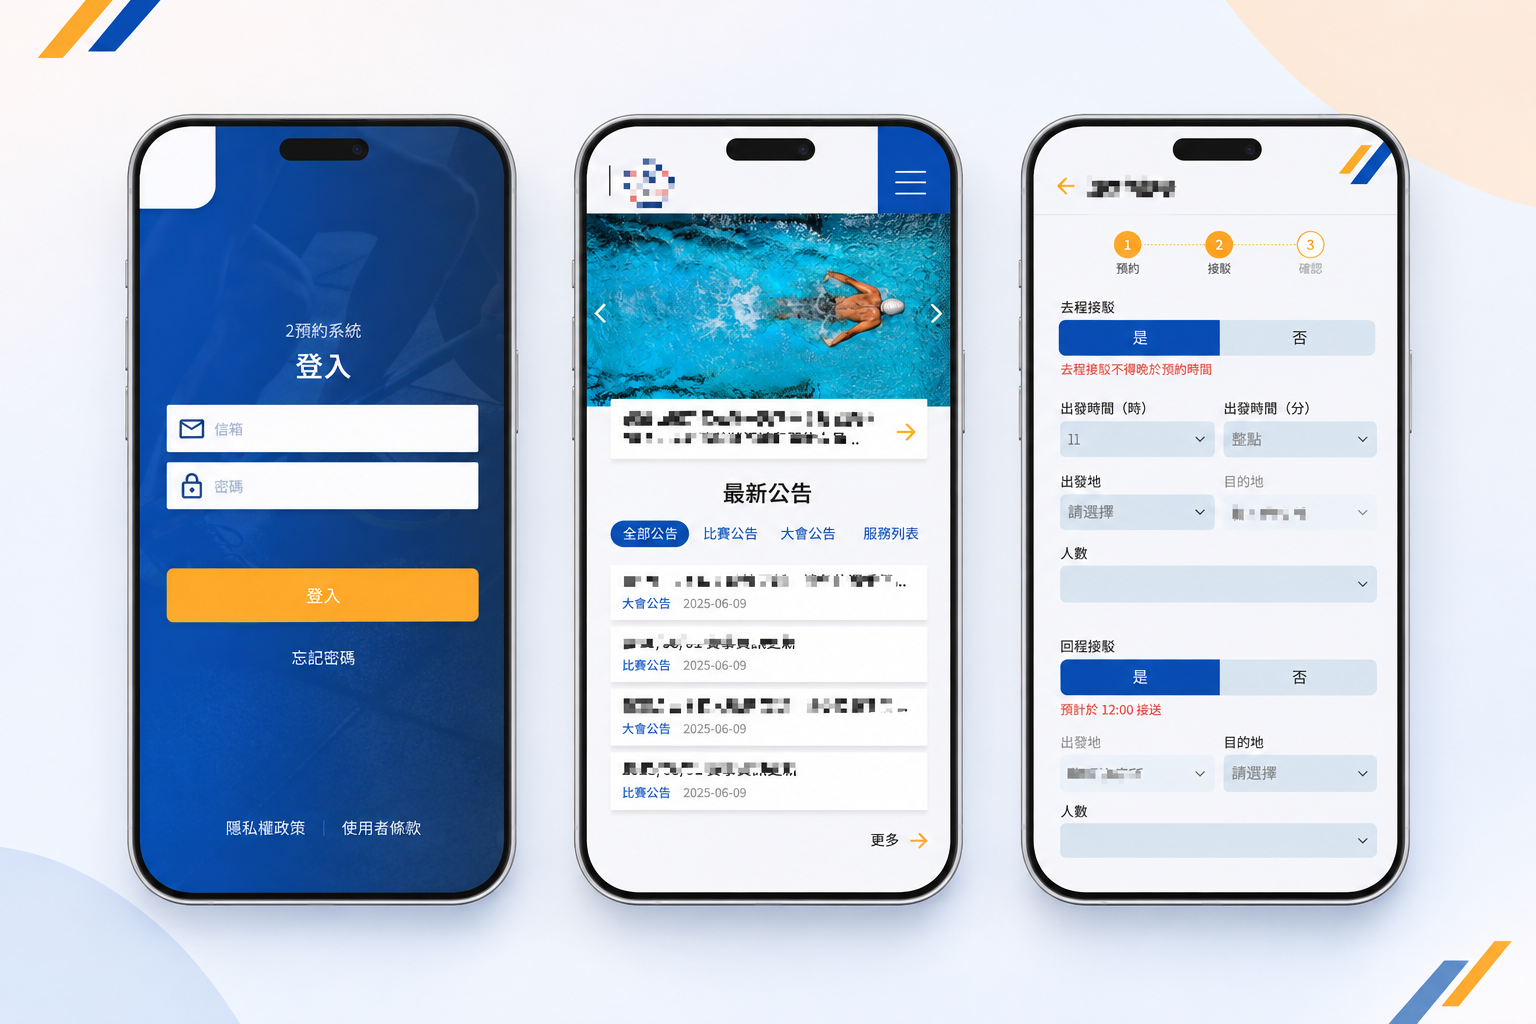 2預約系統
登入
信箱
密碼
登入
忘記密碼
隱私權政策
使用者條款
最新公告
全部公告 比賽公告 大會公告 服務列表
大會公告 2025-06-09
比賽公告 2025-06-09
大會公告 2025-06-09
比賽公告 2025-06-09
更多
1 2 3
預約 接駁 確認
去程接駁
是 否
去程接駁不得晚於預約時間
出發時間（時） 出發時間（分）
11 整點
出發地 目的地
請選擇
人數
回程接駁
是 否
預計於 12:00 接送
出發地 目的地
請選擇
人數